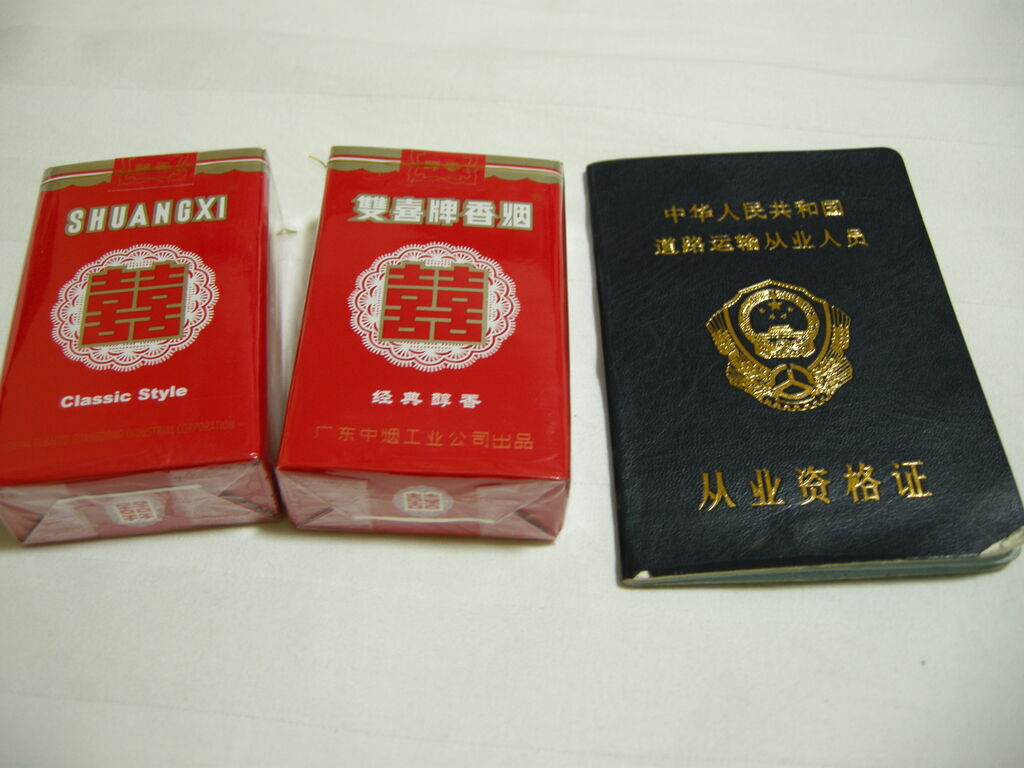 SHUANGXI
囍
Classic Style
雙喜牌香烟
囍
经典醇香
广东中烟工业公司出品
中华人民共和国
道路运输从业人员
从业资格证